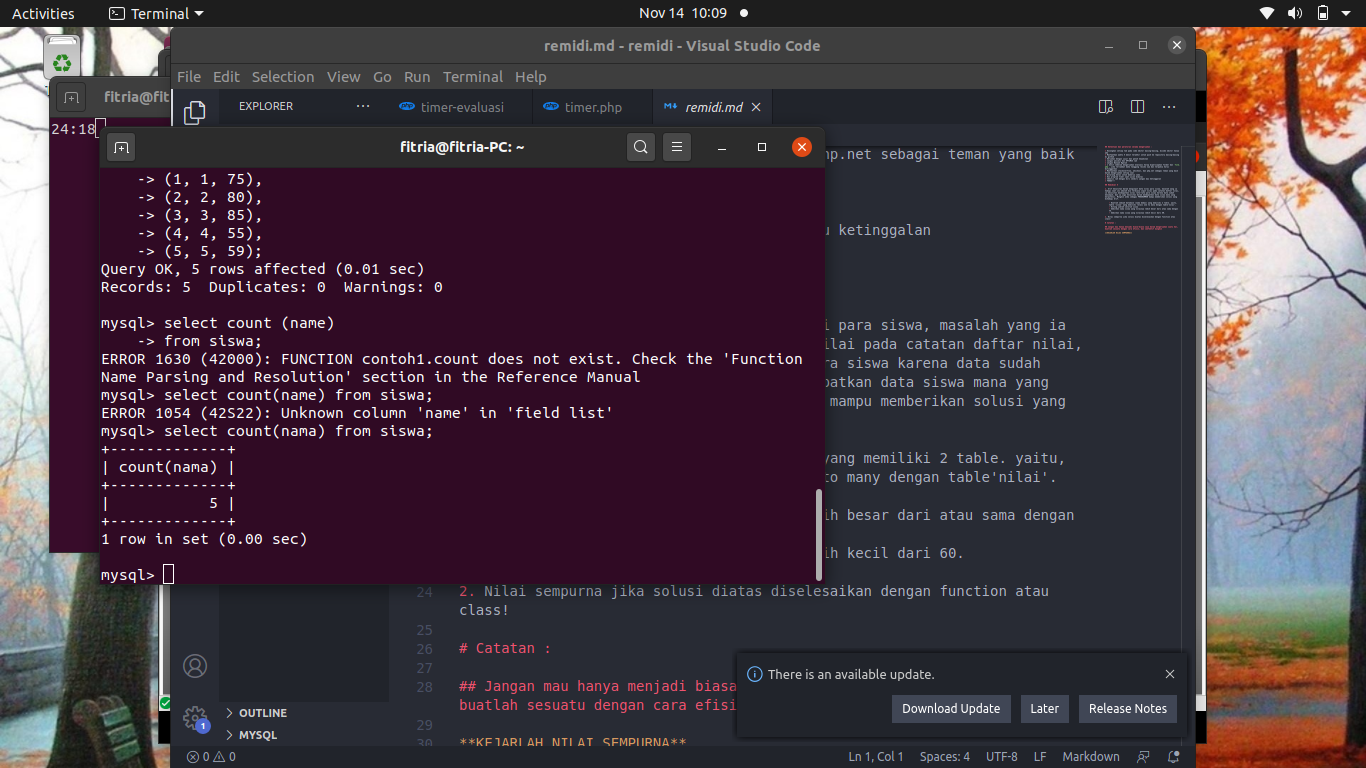 Activities
Terminal
Nov 14 10:09
remidi.md - remidi - Visual Studio Code
File Edit Selection View Go Run Terminal Help
fitria@fit
24:18
EXPLORER
timer-evaluasi
timer.php
remidi.md
fitria@fitria-PC: ~
-> (1, 1, 75),
-> (2, 2, 80),
-> (3, 3, 85),
-> (4, 4, 55),
-> (5, 5, 59);
Query OK, 5 rows affected (0.01 sec)
Records: 5  Duplicates: 0  Warnings: 0
mysql> select count (name)
-> from siswa;
ERROR 1630 (42000): FUNCTION contoh1.count does not exist. Check the 'Function
Name Parsing and Resolution' section in the Reference Manual
mysql> select count(name) from siswa;
ERROR 1054 (42S22): Unknown column 'name' in 'field list'
mysql> select count(nama) from siswa;
+-------------+
| count(nama) |
+-------------+
|           5 |
+-------------+
1 row in set (0.00 sec)
mysql>
hp.net sebagai teman yang baik
u ketinggalan
i para siswa, masalah yang ia
ilai pada catatan daftar nilai,
ra siswa karena data sudah
patkan data siswa mana yang
mampu memberikan solusi yang
yang memiliki 2 table. yaitu,
to many dengan table'nilai'.
ih besar dari atau sama dengan
ih kecil dari 60.
24 2. Nilai sempurna jika solusi diatas diselesaikan dengan function atau
class!
25
26 # Catatan :
27
28 ## Jangan mau hanya menjadi biasa
buatlah sesuatu dengan cara efisi
29
30 **KEJARLAH NILAI SEMPURNA**
There is an available update.
Download Update
Later
Release Notes
1
OUTLINE
MYSQL
0 0
Ln 1, Col 1
Spaces: 4
UTF-8
LF
Markdown